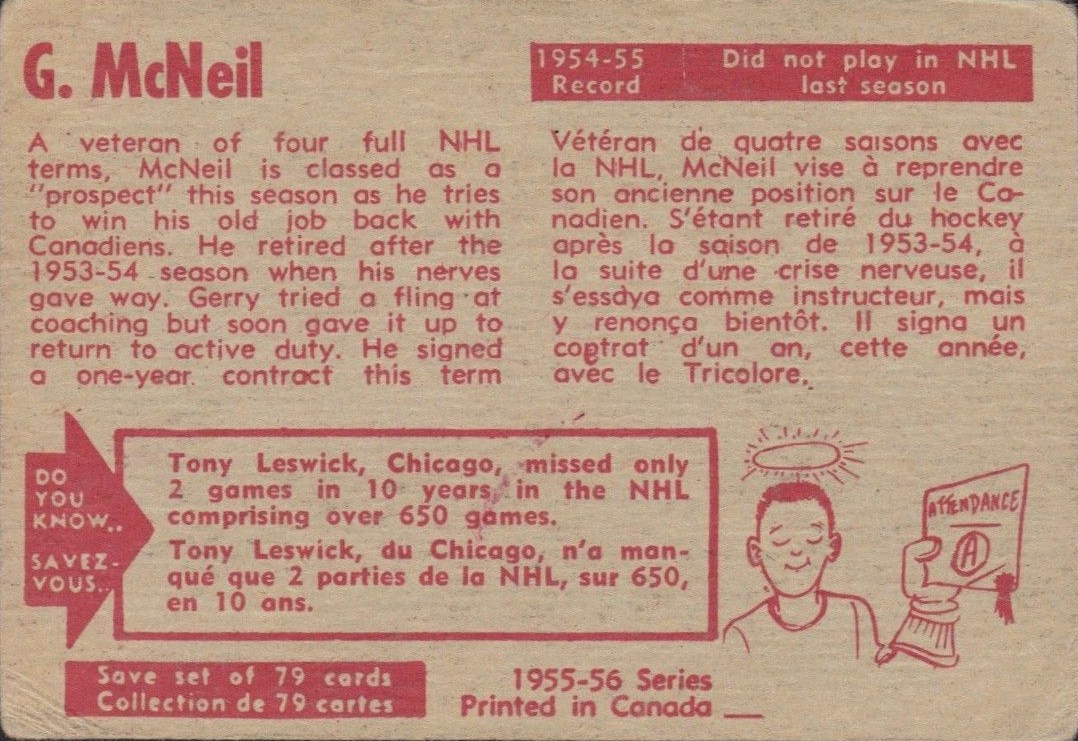 G. McNeil
1954-55 Did not play in NHL
Record last season
A veteran of four full NHL
terms, McNeil is classed as a
"prospect" this season as he tries
to win his old job back with
Canadiens. He retired after the
1953-54 season when his nerves
gave way. Gerry tried a fling at
coaching but soon gave it up to
return to active duty. He signed
a one-year contract this term
Vétéran de quatre saisons avec
la NHL, McNeil vise à reprendre
son ancienne position sur le Ca-
nadien. S'étant retiré du hockey
après la saison de 1953-54, à
la suite d'une crise nerveuse, il
s'essaya comme instructeur, mais
y renonça bientôt. Il signa un
contrat d'un an, cette année,
avec le Tricolore.
DO
YOU
KNOW..
SAVEZ-
VOUS..
Tony Leswick, Chicago, missed only
2 games in 10 years in the NHL
comprising over 650 games.
Tony Leswick, du Chicago, n'a man-
qué que 2 parties de la NHL, sur 650,
en 10 ans.
ATTENDANCE
A
Save set of 79 cards
Collection de 79 cartes
1955-56 Series
Printed in Canada